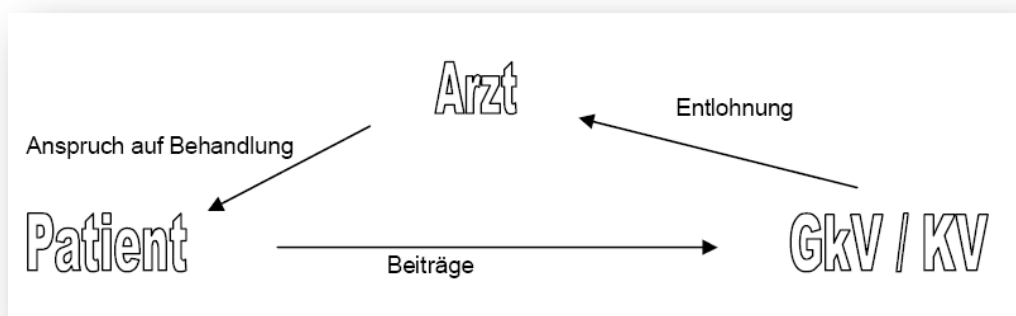 Arzt
Entlohnung
Anspruch auf Behandlung
Patient
GkV / KV
Beiträge